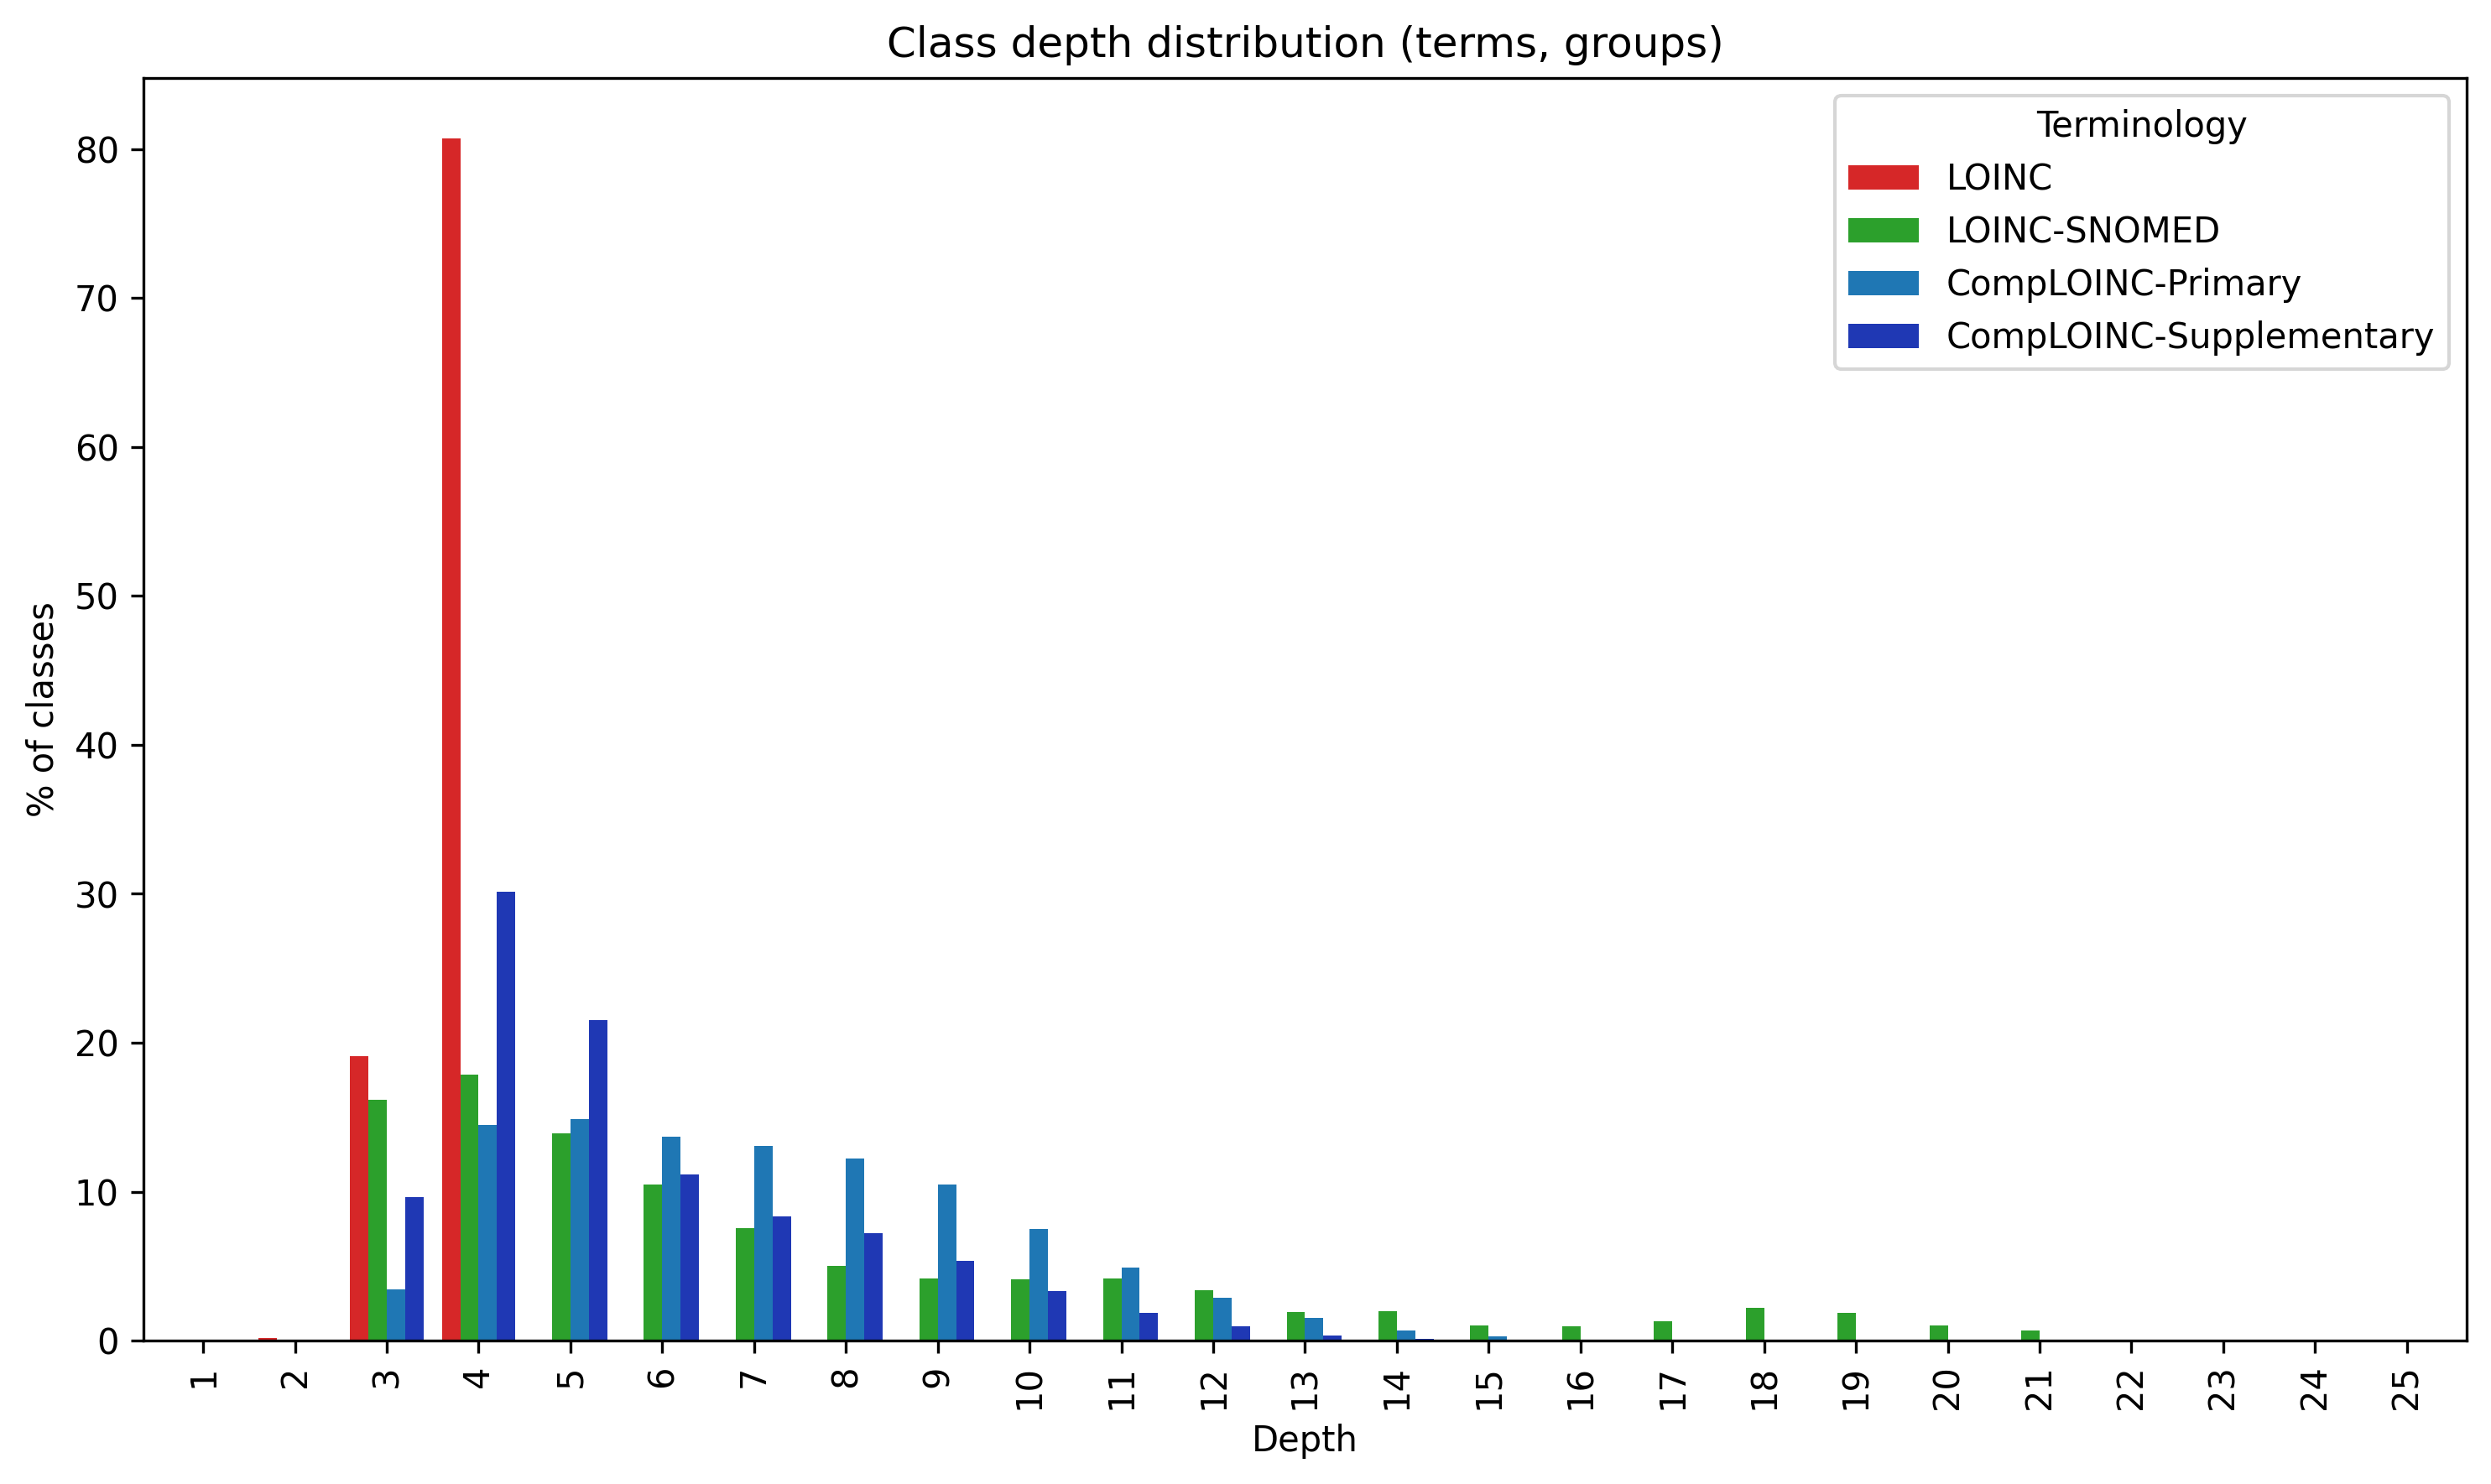 Class depth distribution (terms, groups)
Terminology
LOINC
LOINC-SNOMED
CompLOINC-Primary
CompLOINC-Supplementary
% of classes
80
70
60
50
40
30
20
10
0
1 2 3 4 5 6 7 8 9 10 11 12 13 14 15 16 17 18 19 20 21 22 23 24 25
Depth